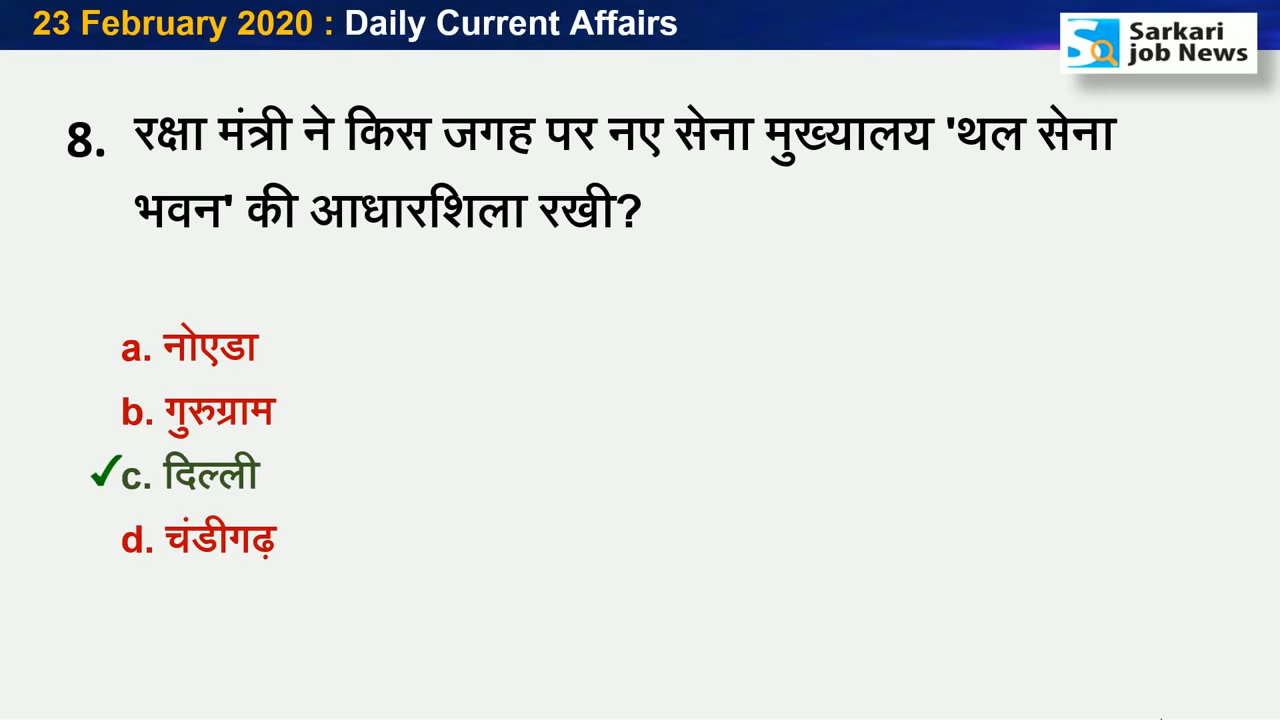 23 February 2020 : Daily Current Affairs
Sarkari
job News
8. रक्षा मंत्री ने किस जगह पर नए सेना मुख्यालय 'थल सेना
भवन' की आधारशिला रखी?
a. नोएडा
b. गुरुग्राम
✓c. दिल्ली
d. चंडीगढ़